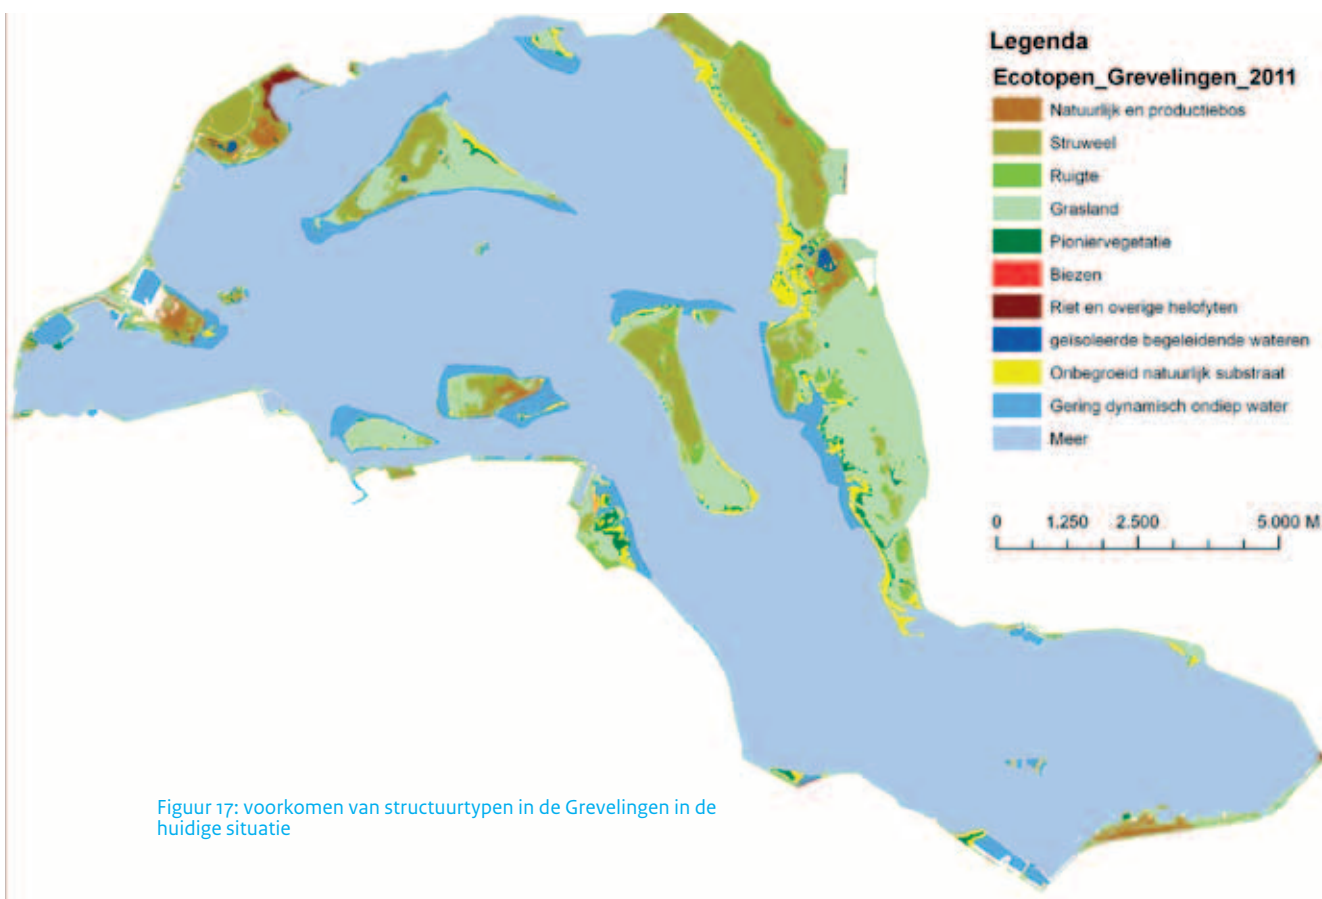 Legenda
Ecotopen_Grevelingen_2011
Natuurlijk en productiebos
Struweel
Ruigte
Grasland
Pioniervegetatie
Biezen
Riet en overige helofyten
geïsoleerde begeleidende wateren
Onbegroeid natuurlijk substraat
Gering dynamisch ondiep water
Meer
0 1.250 2.500 5.000 M
Figuur 17: voorkomen van structuurtypen in de Grevelingen in de
huidige situatie